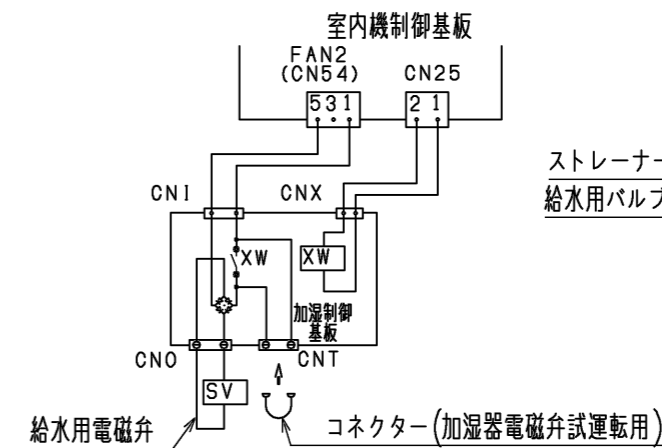 室内機制御基板
FAN2
(CN54)
CN25
531
21
ストレーナー
給水用バルブ
CNI
CNX
XW
XW
加湿制御
基板
CNO
CNT
SV
給水用電磁弁
コネクター(加湿器電磁弁試運転用)